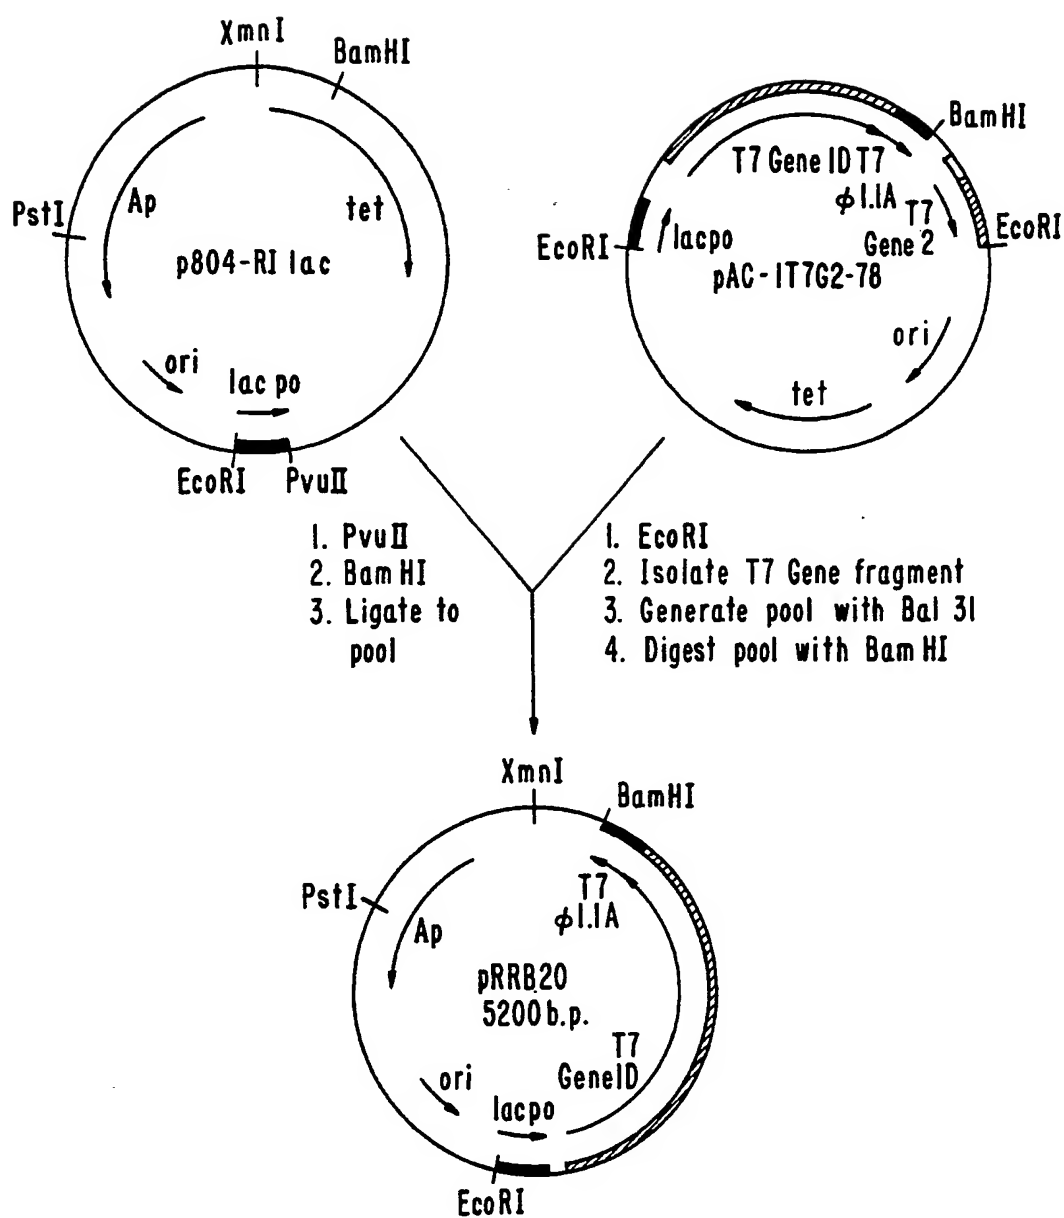 XmnI
BamHI
PstI
Ap
tet
p804-RI lac
ori
lac po
EcoRI
PvuII
BamHI
T7 Gene ID T7
φ1.1A
T7
Gene 2
EcoRI
lacpo
EcoRI
pAC-IT7G2-78
ori
tet
1. PvuII
2. Bam HI
3. Ligate to
pool
1. EcoRI
2. Isolate T7 Gene fragment
3. Generate pool with Bal 31
4. Digest pool with Bam HI
XmnI
BamHI
PstI
T7
φ1.1A
Ap
pRRB20
5200 b.p.
T7
GeneID
ori
lacpo
EcoRI